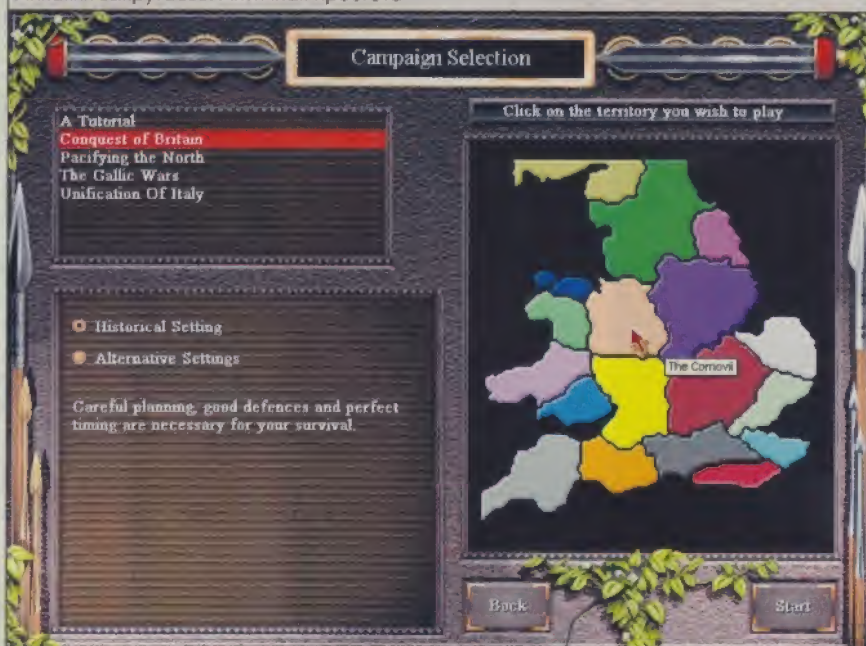 Campaign Selection
A Tutorial
Conquest of Britain
Pacifying the North
The Gallic Wars
Unification Of Italy
Click on the territory you wish to play
The Cornovii
Historical Setting
Alternative Settings
Careful planning, good defences and perfect
timing are necessary for your survival.
Back
Start